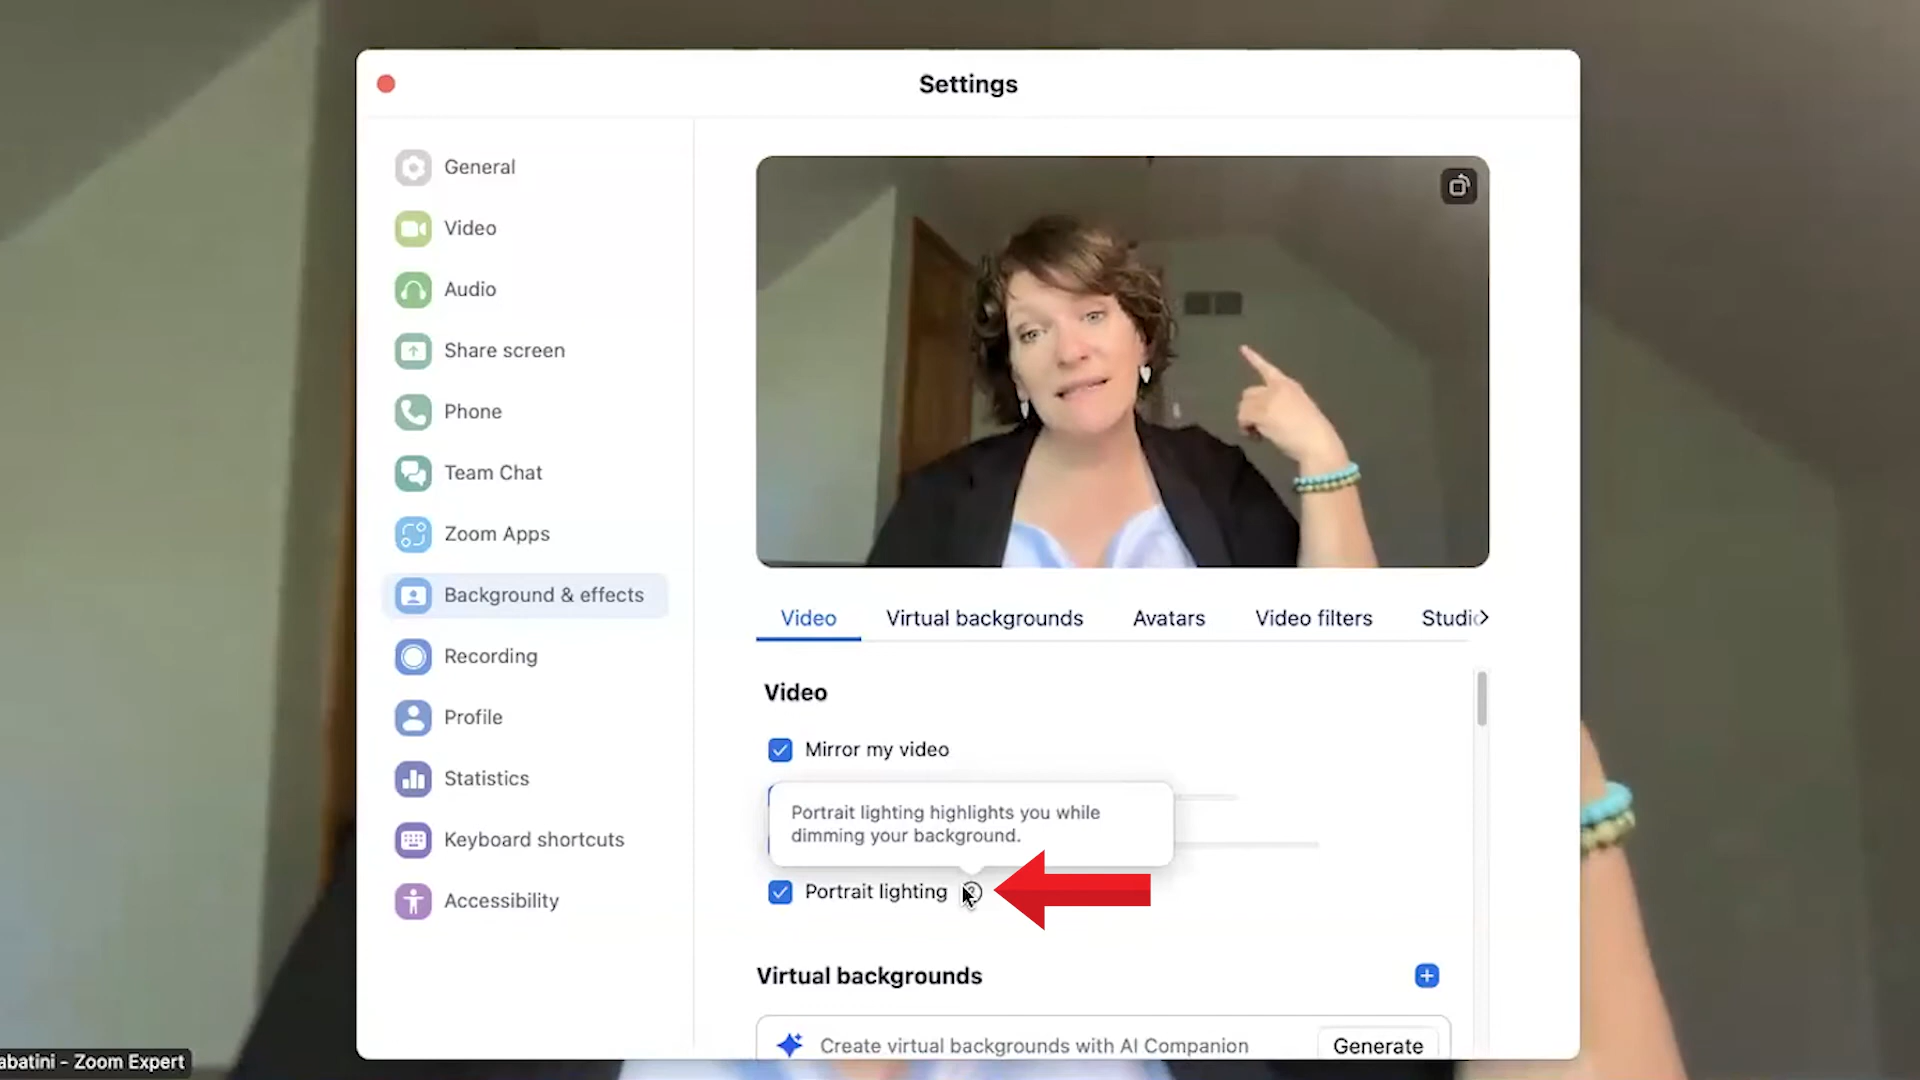 Settings
General
Video
Audio
Share screen
Phone
Team Chat
Zoom Apps
Background & effects
Recording
Profile
Statistics
Keyboard shortcuts
Accessibility
Video
Virtual backgrounds
Avatars
Video filters
Studio
Video
Mirror my video
Portrait lighting highlights you while
dimming your background.
Portrait lighting
Virtual backgrounds
Create virtual backgrounds with AI Companion
Generate
abatini - Zoom Expert